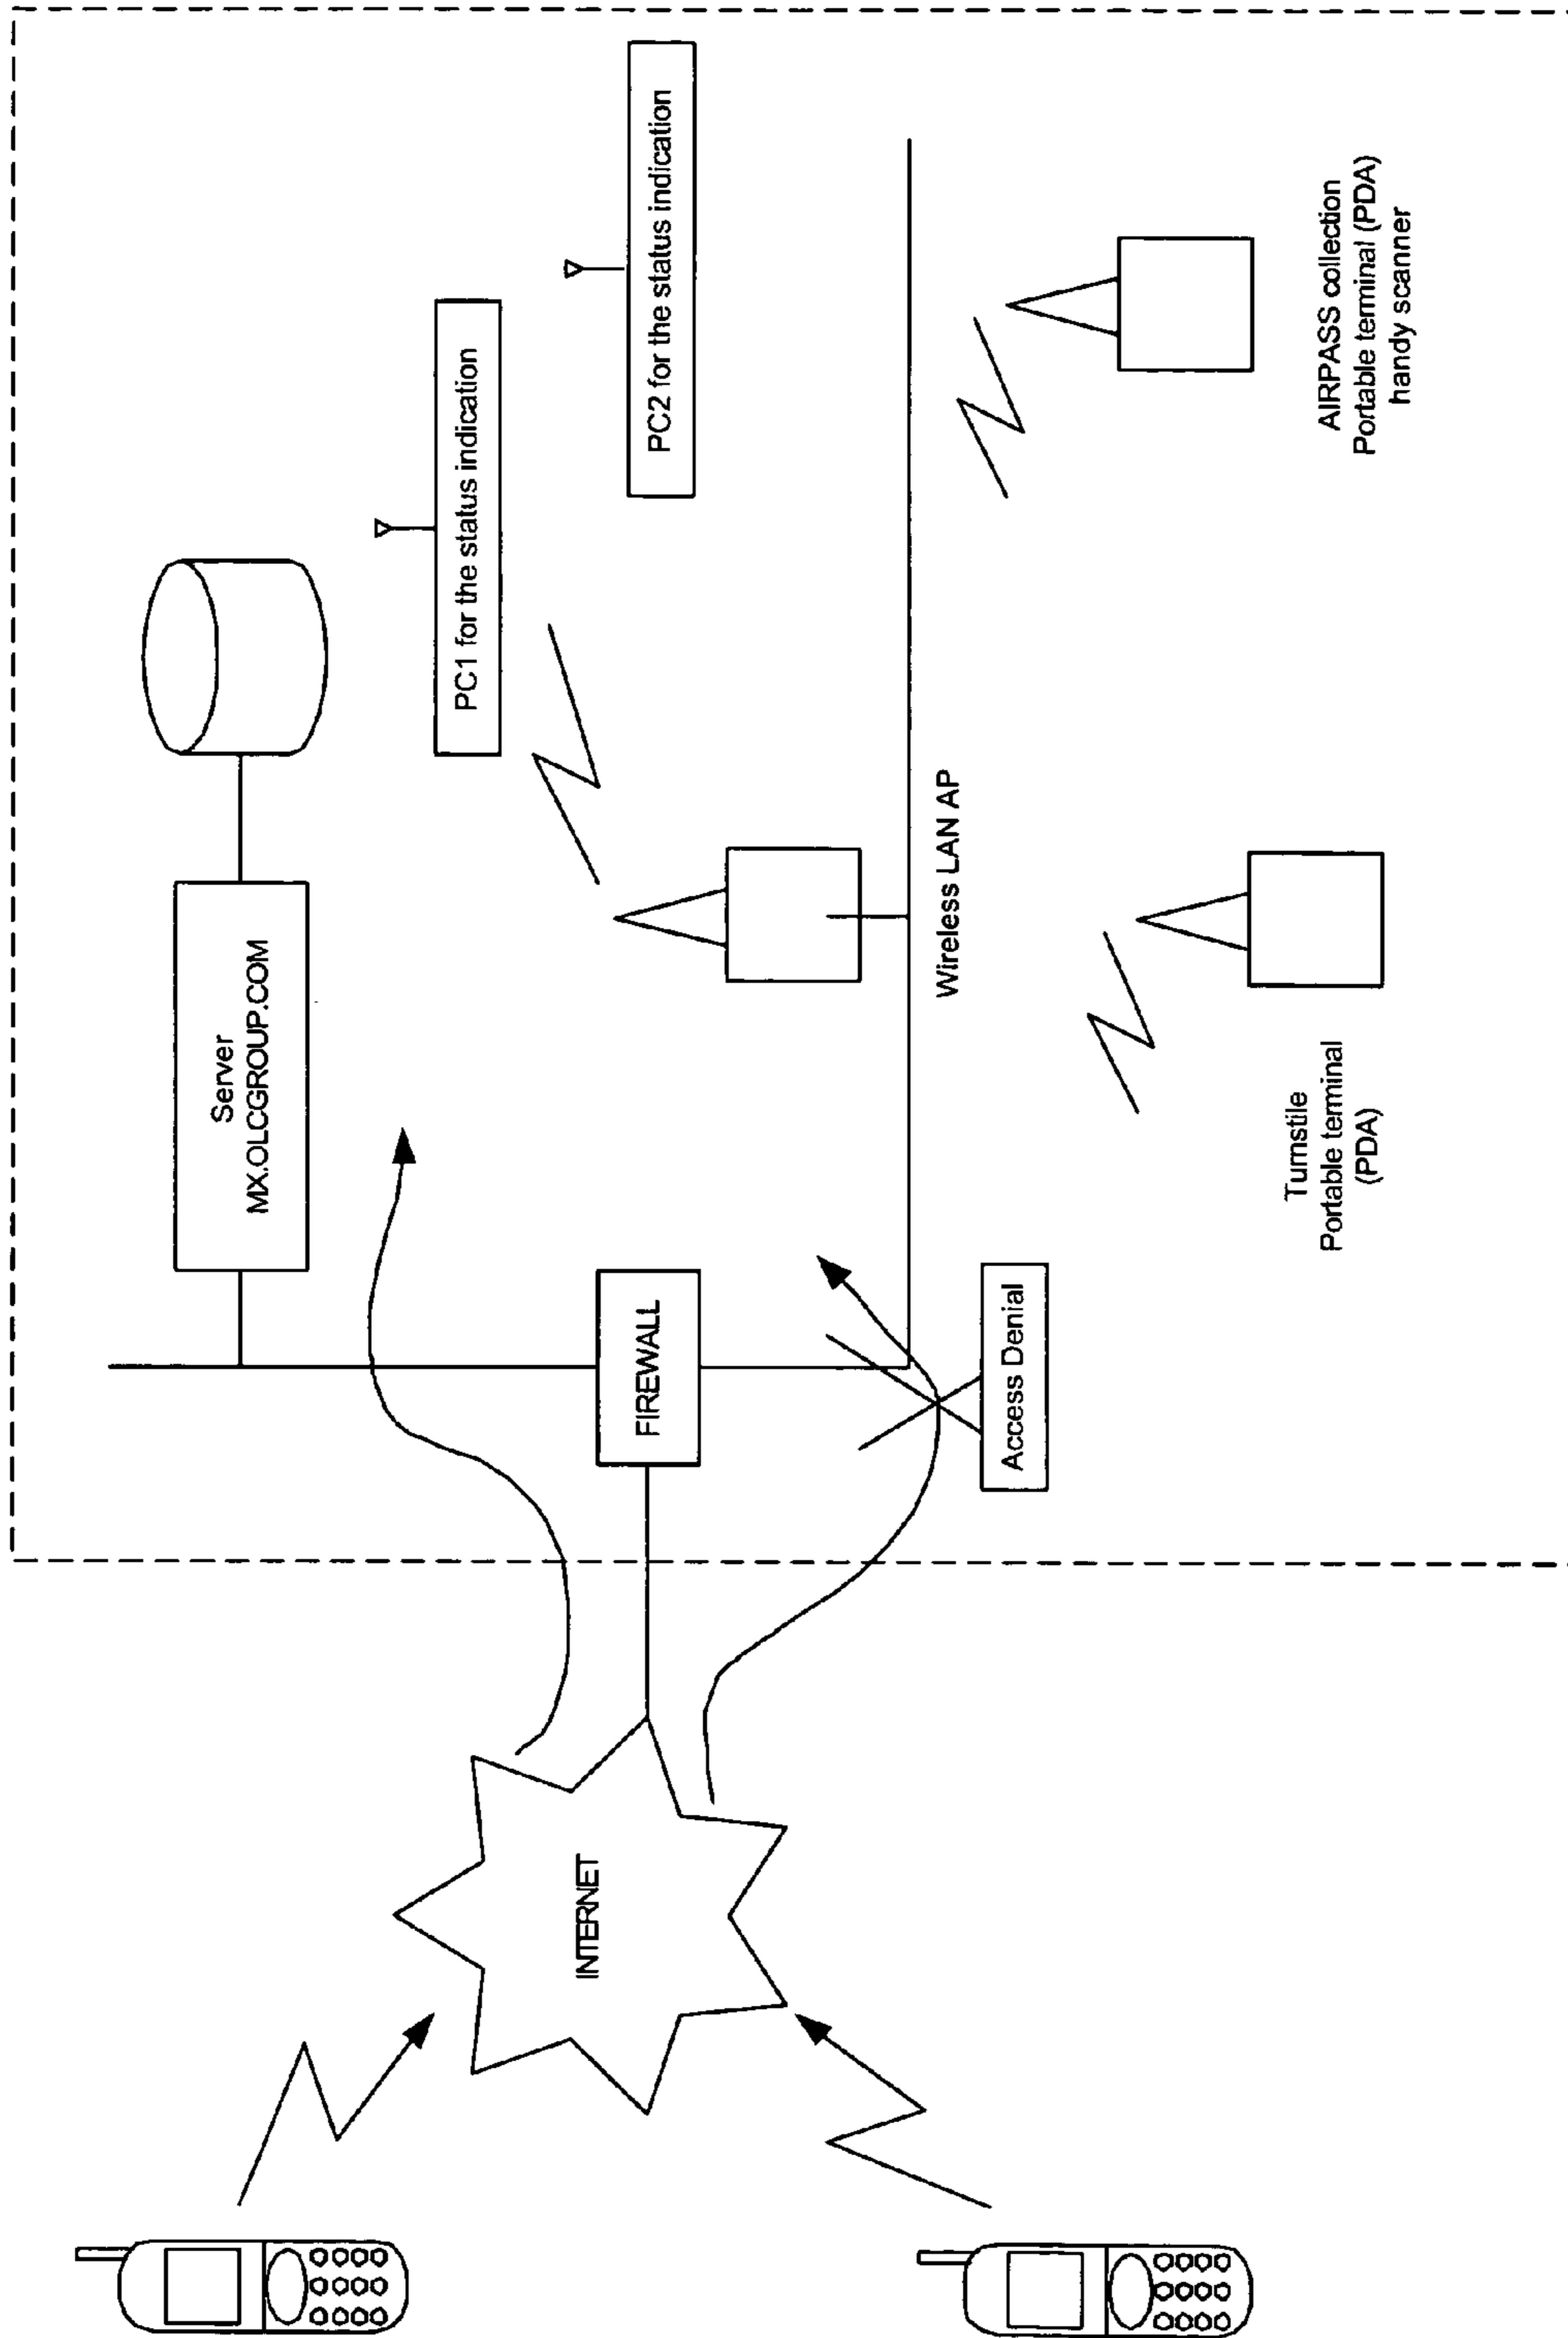 Server
MX.OLCGROUP.COM
PC1 for the status indication
PC2 for the status indication
INTERNET
FIREWALL
Wireless LAN AP
Access Denial
Turnstile
Portable terminal
(PDA)
AIRPASS collection
Portable terminal (PDA)
handy scanner